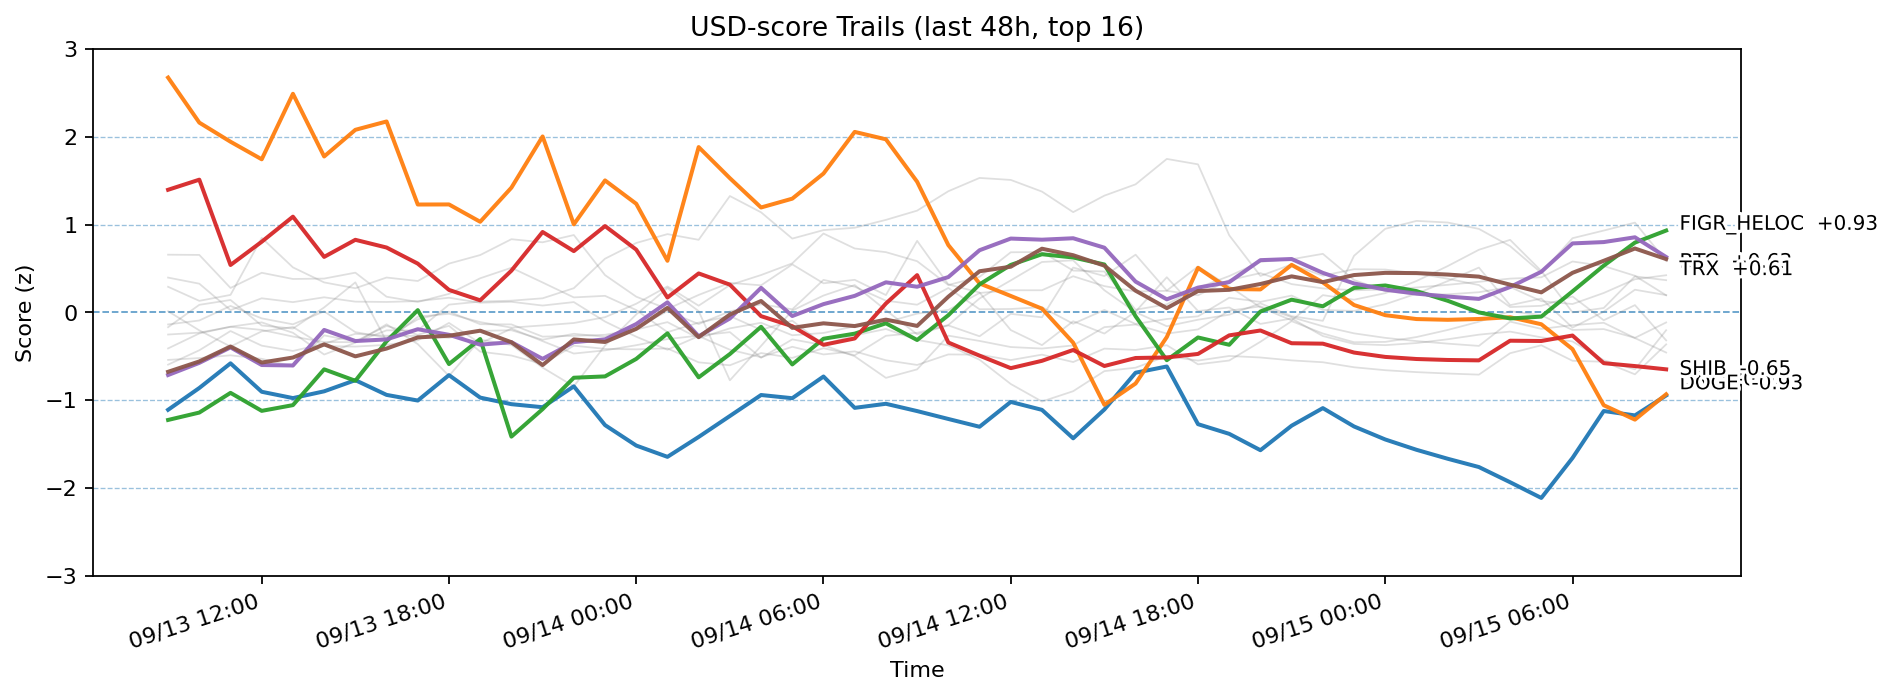 USD-score Trails (last 48h, top 16)
3
2
1
0
−1
−2
−3
Score (z)
FIGR_HELOC +0.93
TRX +0.61
SHIB -0.65
DOGE -0.93
09/13 12:00
09/13 18:00
09/14 00:00
09/14 06:00
09/14 12:00
09/14 18:00
09/15 00:00
09/15 06:00
Time